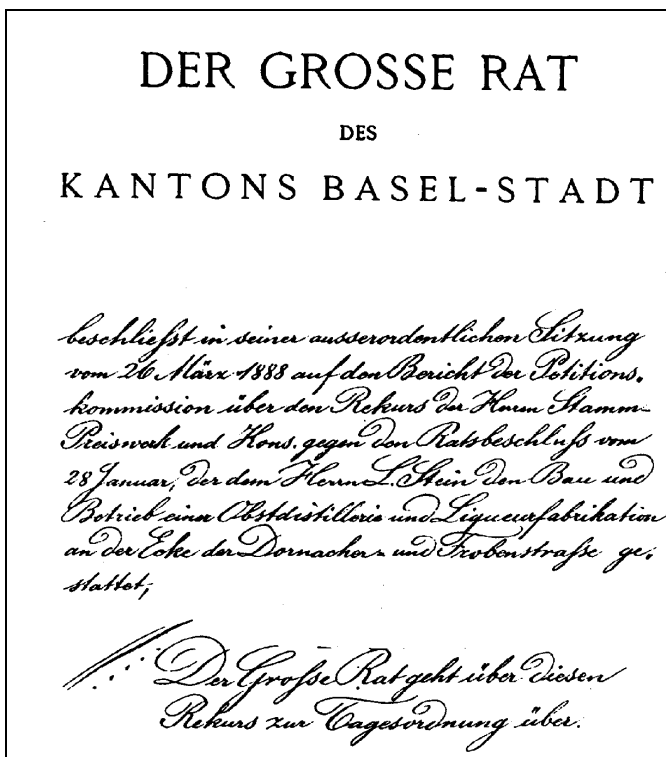 DER GROSSE RAT
DES
KANTONS BASEL-STADT
beschließt in seiner ausserordentlichen Sitzung
vom 26 März 1888 auf den Bericht der Petitions-
kommission über den Rekurs der Herren Stamm-
Preiswerk und Kons. gegen den Ratsbeschluß vom
28 Januar, der dem Herrn L. Stein den Bau und
Betrieb einer Obstdistillerie und Liqueurfabrikation
an der Ecke der Dornacher- und Frobenstraße ge-
stattet;
Der Große Rat geht über diesen
Rekurs zur Tagesordnung über.